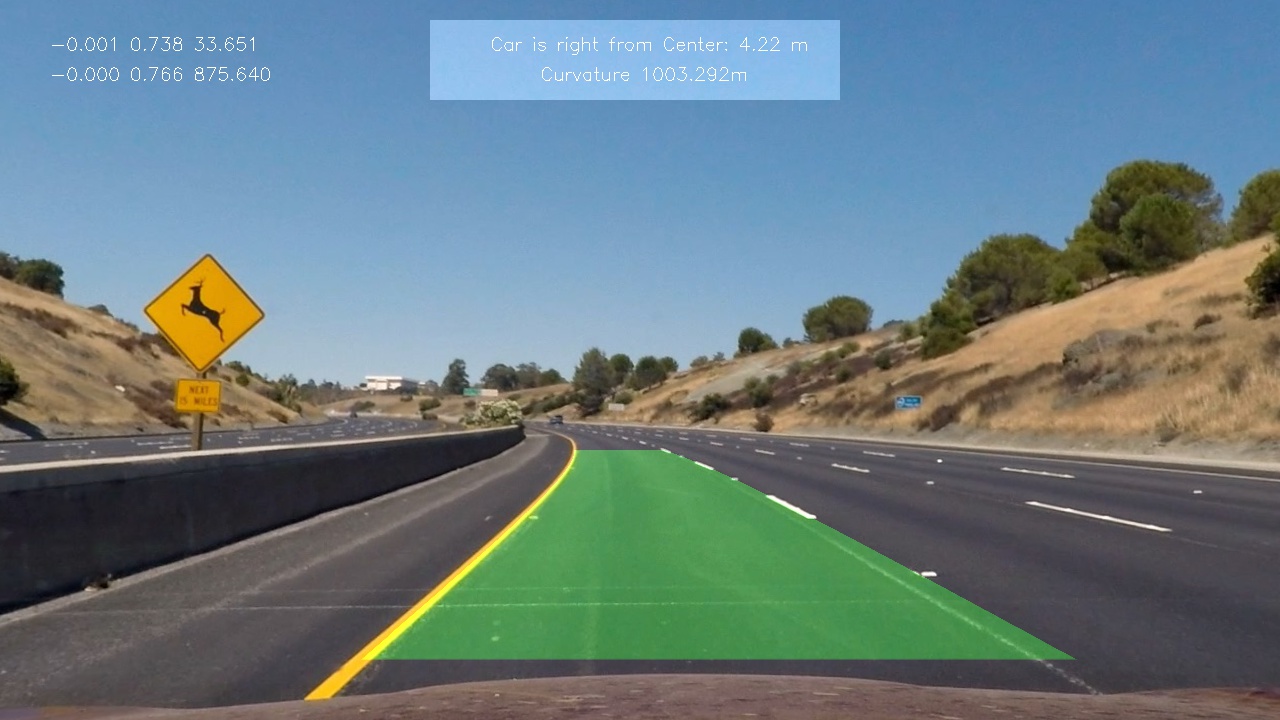 −0.001 0.738 33.651
−0.000 0.766 875.640
Car is right from Center: 4.22 m
Curvature 1003.292m
NEXT
15 MILES